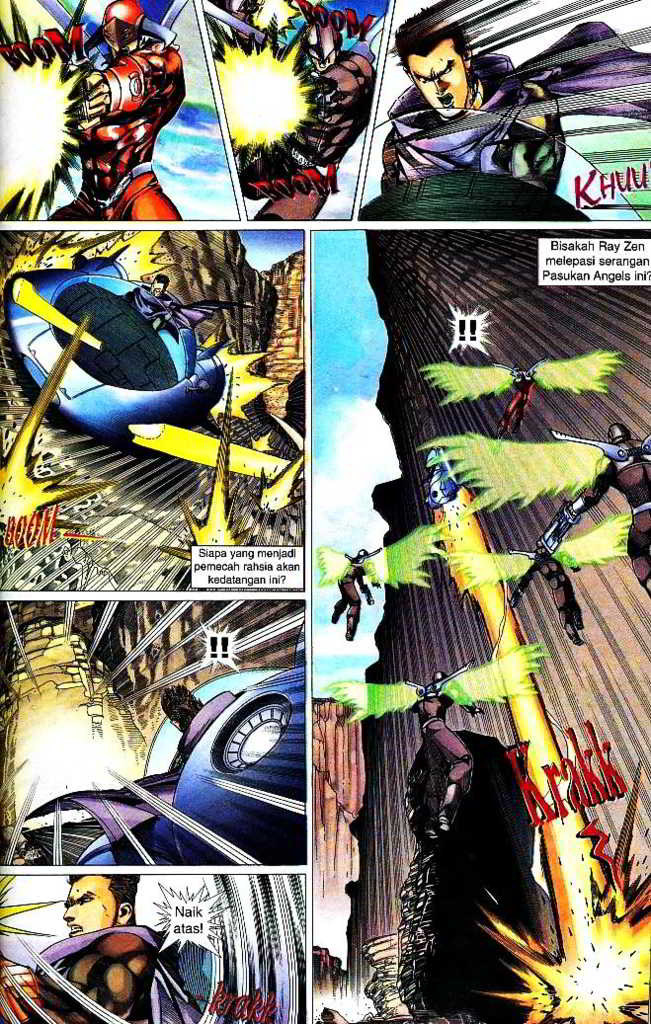 BOOM
BOOM
BOOM
KHUU
BOOM
Siapa yang menjadi
pemecah rahsia akan
kedatangan ini?
!!
Naik
atas!
krakk
Bisakah Ray Zen
melepasi serangan
Pasukan Angels ini?
!!
Krakk